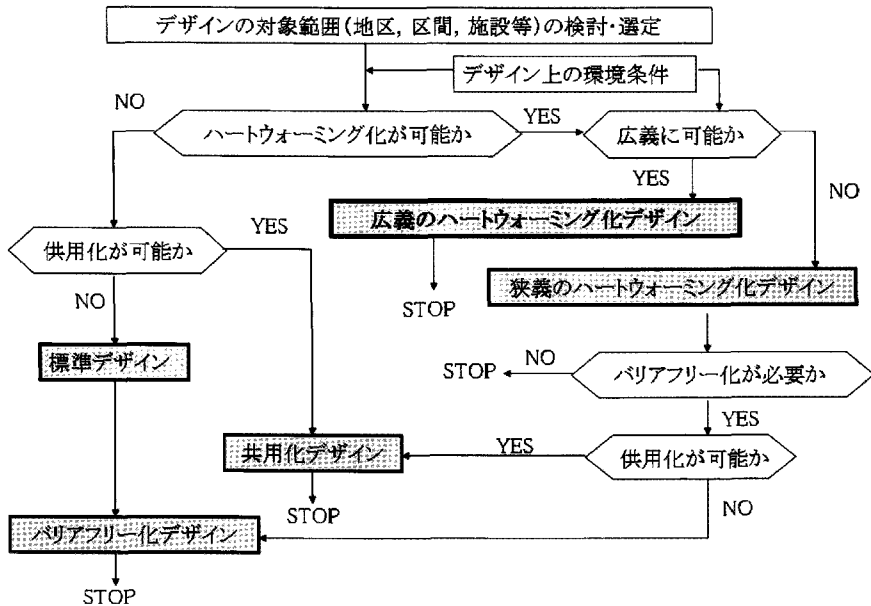 デザインの対象範囲(地区, 区間, 施設等)の検討・選定
デザイン上の環境条件
NO
ハートウォーミング化が可能か
YES
広義に可能か
YES
NO
広義のハートウォーミング化デザイン
供用化が可能か
YES
STOP
狭義のハートウォーミング化デザイン
NO
標準デザイン
STOP
NO
バリアフリー化が必要か
YES
共用化デザイン
YES
供用化が可能か
STOP
NO
バリアフリー化デザイン
STOP